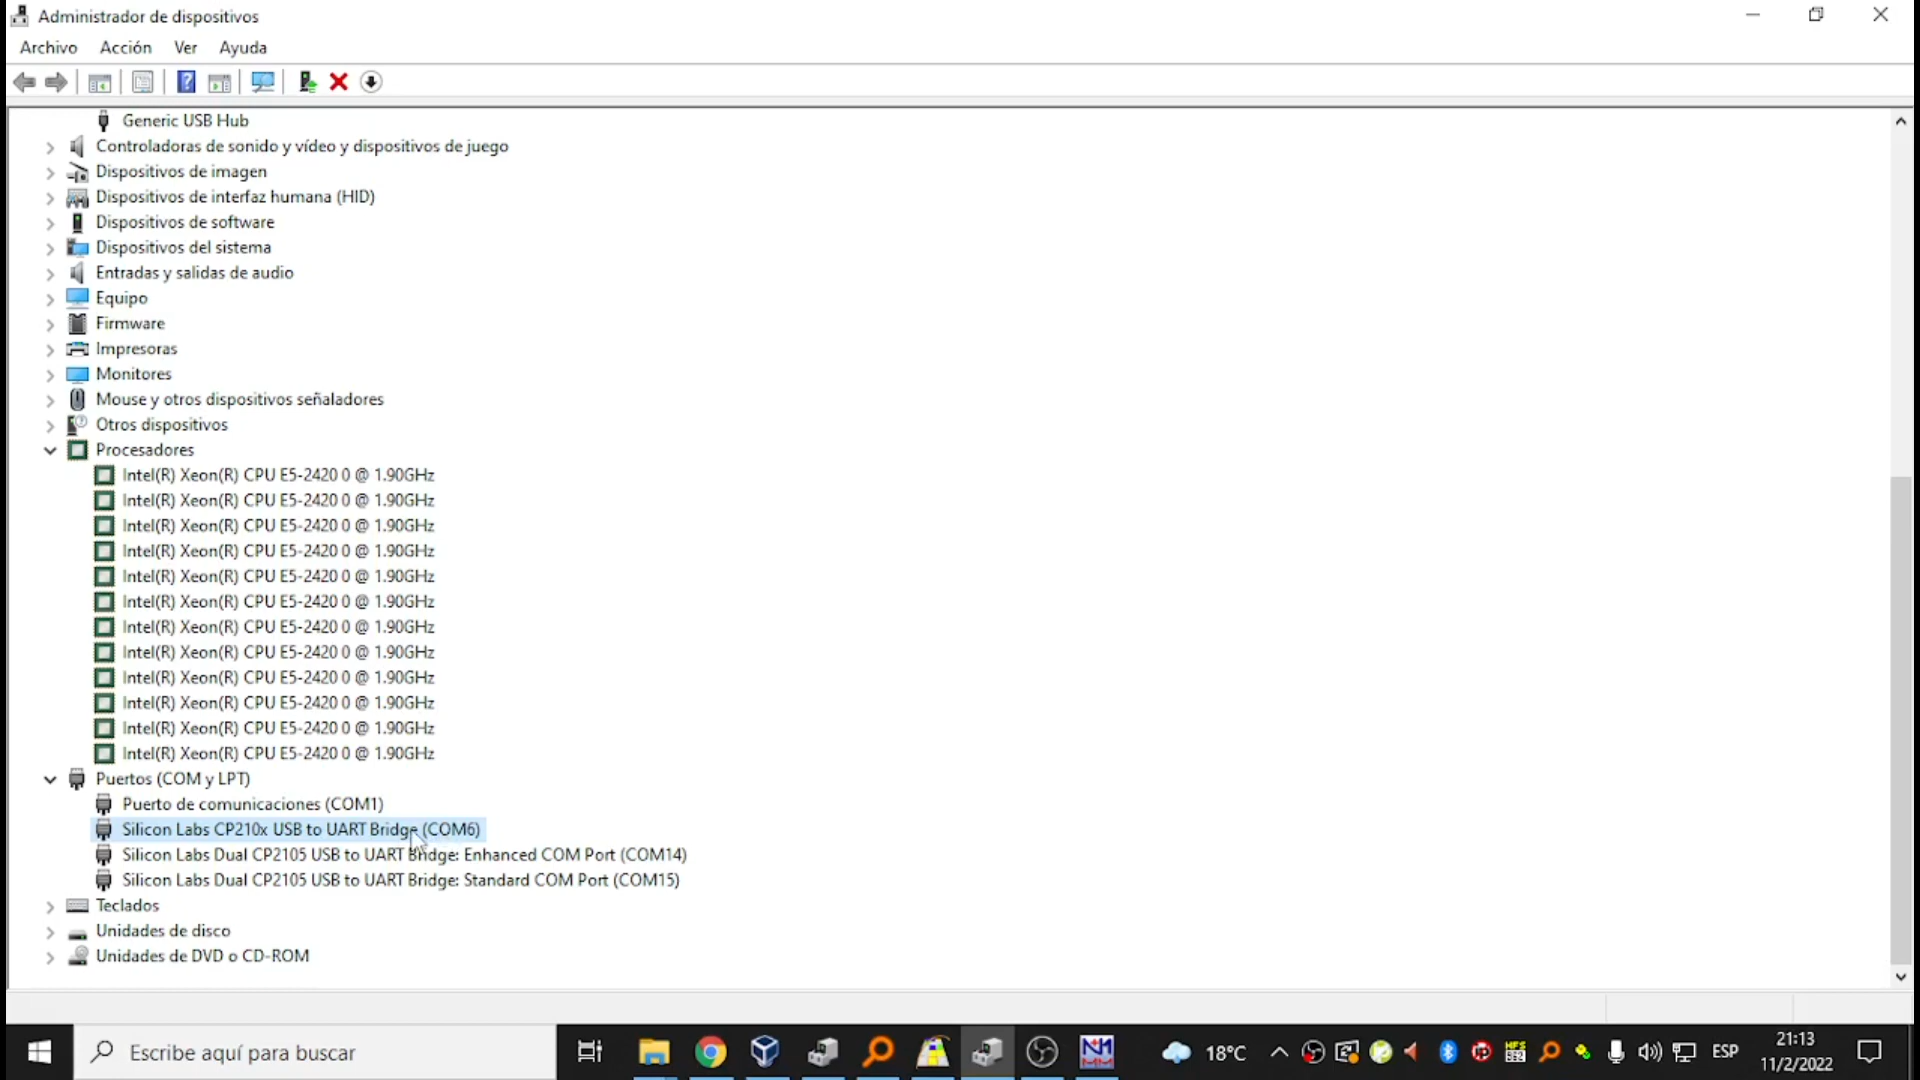 Administrador de dispositivos
Archivo Acción Ver Ayuda
Generic USB Hub
Controladoras de sonido y vídeo y dispositivos de juego
Dispositivos de imagen
Dispositivos de interfaz humana (HID)
Dispositivos de software
Dispositivos del sistema
Entradas y salidas de audio
Equipo
Firmware
Impresoras
Monitores
Mouse y otros dispositivos señaladores
Otros dispositivos
Procesadores
Intel(R) Xeon(R) CPU E5-2420 0 @ 1.90GHz
Intel(R) Xeon(R) CPU E5-2420 0 @ 1.90GHz
Intel(R) Xeon(R) CPU E5-2420 0 @ 1.90GHz
Intel(R) Xeon(R) CPU E5-2420 0 @ 1.90GHz
Intel(R) Xeon(R) CPU E5-2420 0 @ 1.90GHz
Intel(R) Xeon(R) CPU E5-2420 0 @ 1.90GHz
Intel(R) Xeon(R) CPU E5-2420 0 @ 1.90GHz
Intel(R) Xeon(R) CPU E5-2420 0 @ 1.90GHz
Intel(R) Xeon(R) CPU E5-2420 0 @ 1.90GHz
Intel(R) Xeon(R) CPU E5-2420 0 @ 1.90GHz
Intel(R) Xeon(R) CPU E5-2420 0 @ 1.90GHz
Intel(R) Xeon(R) CPU E5-2420 0 @ 1.90GHz
Puertos (COM y LPT)
Puerto de comunicaciones (COM1)
Silicon Labs CP210x USB to UART Bridge (COM6)
Silicon Labs Dual CP2105 USB to UART Bridge: Enhanced COM Port (COM14)
Silicon Labs Dual CP2105 USB to UART Bridge: Standard COM Port (COM15)
Teclados
Unidades de disco
Unidades de DVD o CD-ROM
Escribe aquí para buscar
18°C
ESP
21:13
11/2/2022